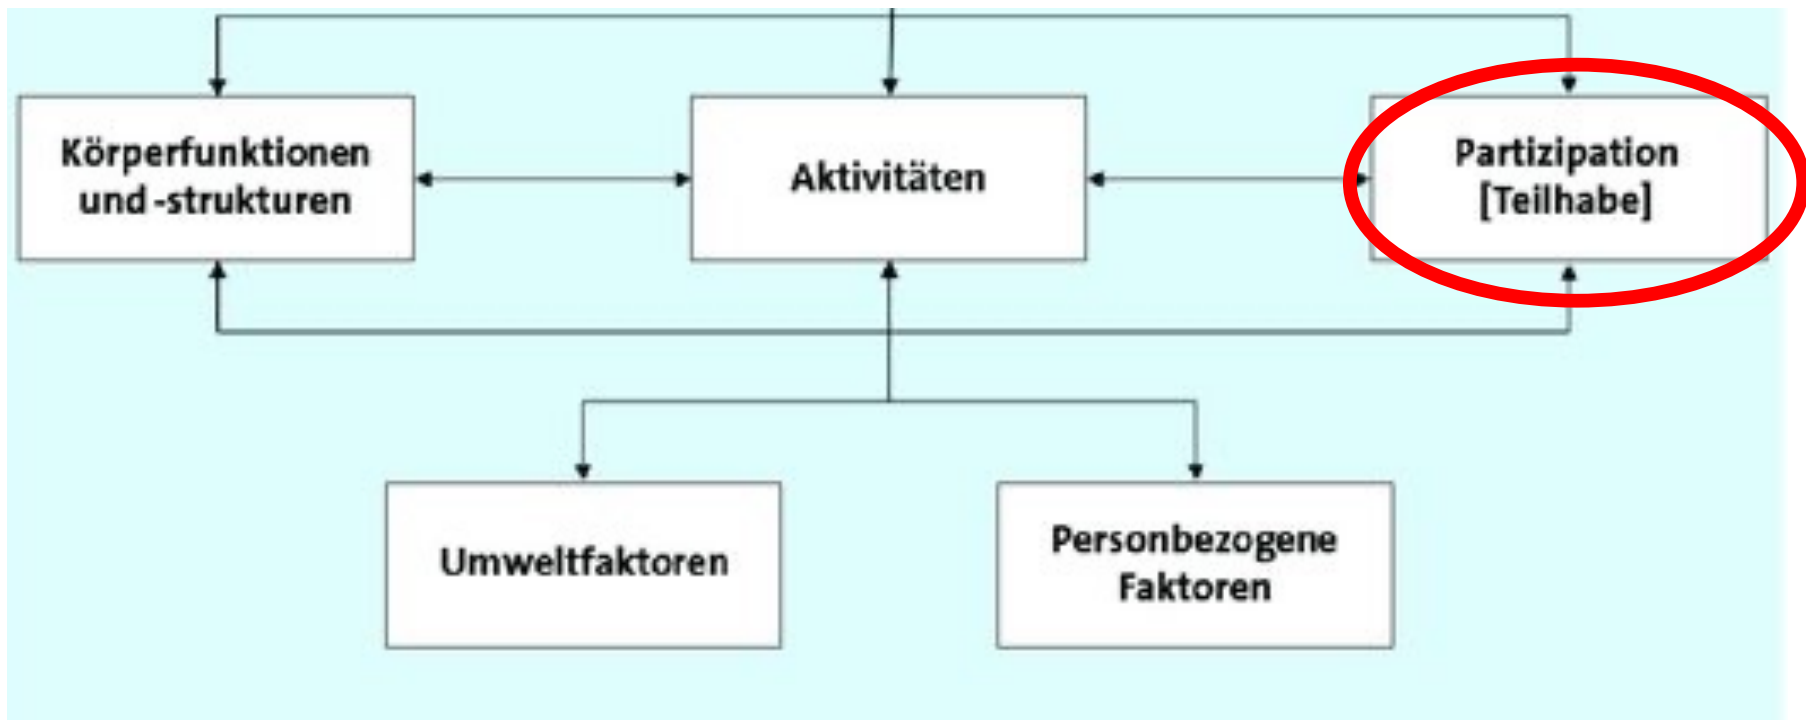 Körperfunktionen
und -strukturen
Aktivitäten
Partizipation
[Teilhabe]
Umweltfaktoren
Personbezogene
Faktoren